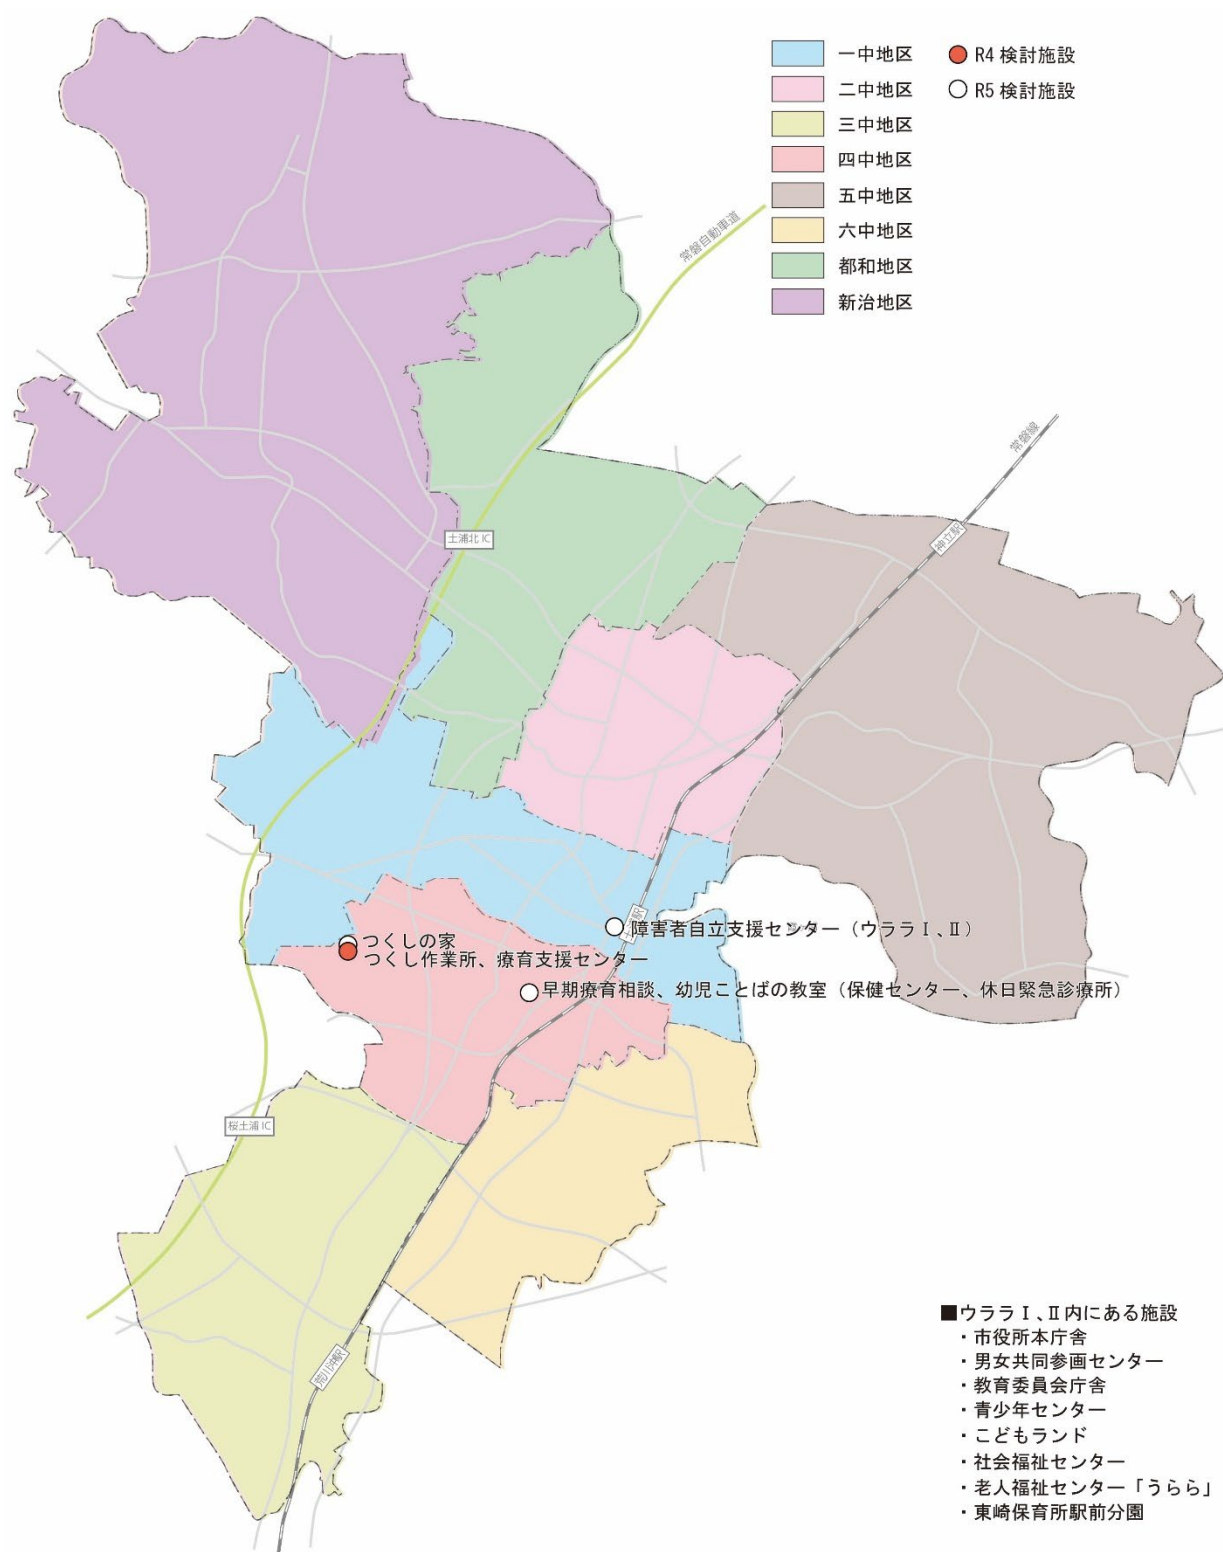 一中地区
二中地区
三中地区
四中地区
五中地区
六中地区
都和地区
新治地区
R4 検討施設
R5 検討施設
常磐自動車道
常磐線
神立駅
土浦北 IC
障害者自立支援センター（ウララⅠ、Ⅱ）
つくしの家
つくし作業所、療育支援センター
早期療育相談、幼児ことばの教室（保健センター、休日緊急診療所）
桜土浦 IC
荒川沖駅
■ウララⅠ、Ⅱ内にある施設
・市役所本庁舎
・男女共同参画センター
・教育委員会庁舎
・青少年センター
・こどもランド
・社会福祉センター
・老人福祉センター「うらら」
・東崎保育所駅前分園